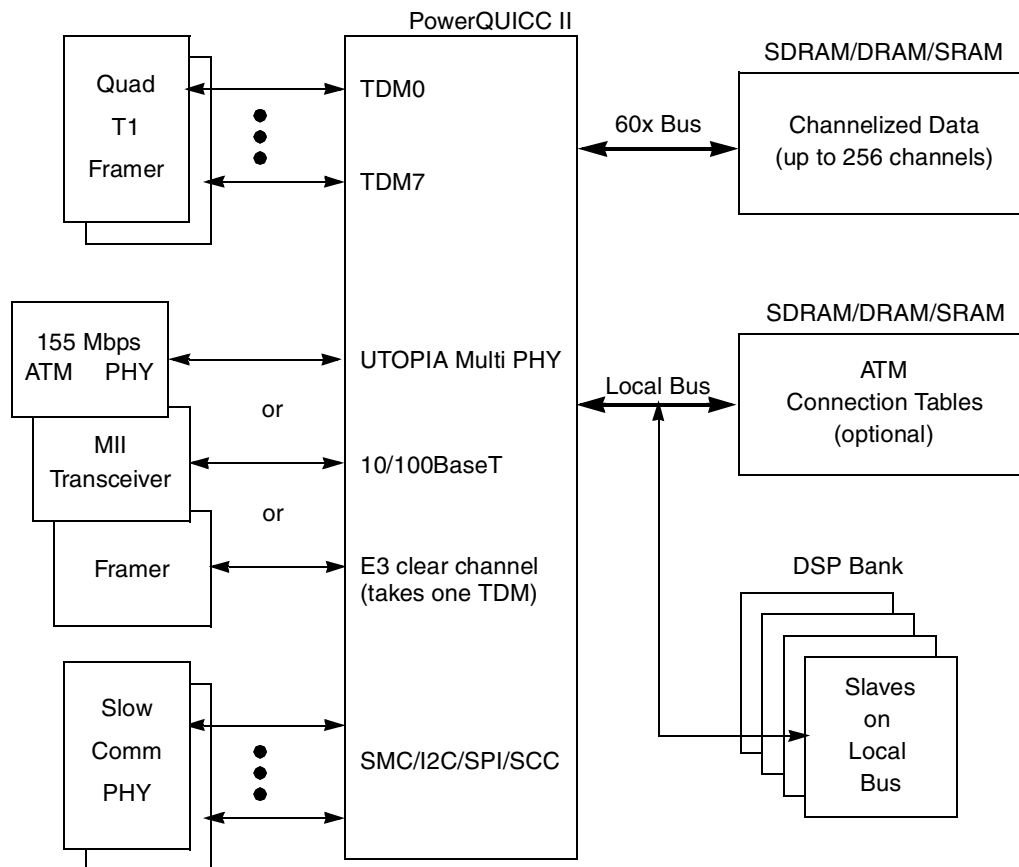 PowerQUICC II
Quad
T1
Framer
TDM0
TDM7
60x Bus
SDRAM/DRAM/SRAM
Channelized Data
(up to 256 channels)
155 Mbps
ATM PHY
UTOPIA Multi PHY
or
MII
Transceiver
10/100BaseT
or
Framer
E3 clear channel
(takes one TDM)
Local Bus
SDRAM/DRAM/SRAM
ATM
Connection Tables
(optional)
DSP Bank
Slaves
on
Local
Bus
Slow
Comm
PHY
SMC/I2C/SPI/SCC